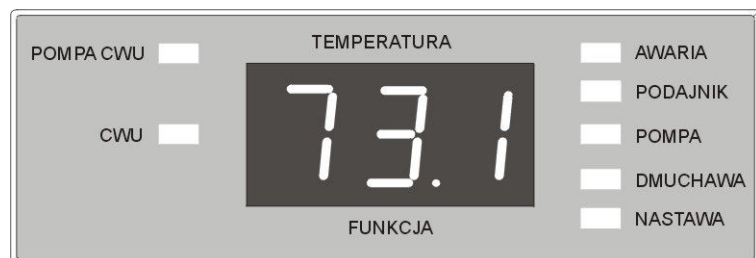 POMPA CWU
CWU
TEMPERATURA
73.1
FUNKCJA
AWARIA
PODAJNIK
POMPA
DMUCHAWA
NASTAWA